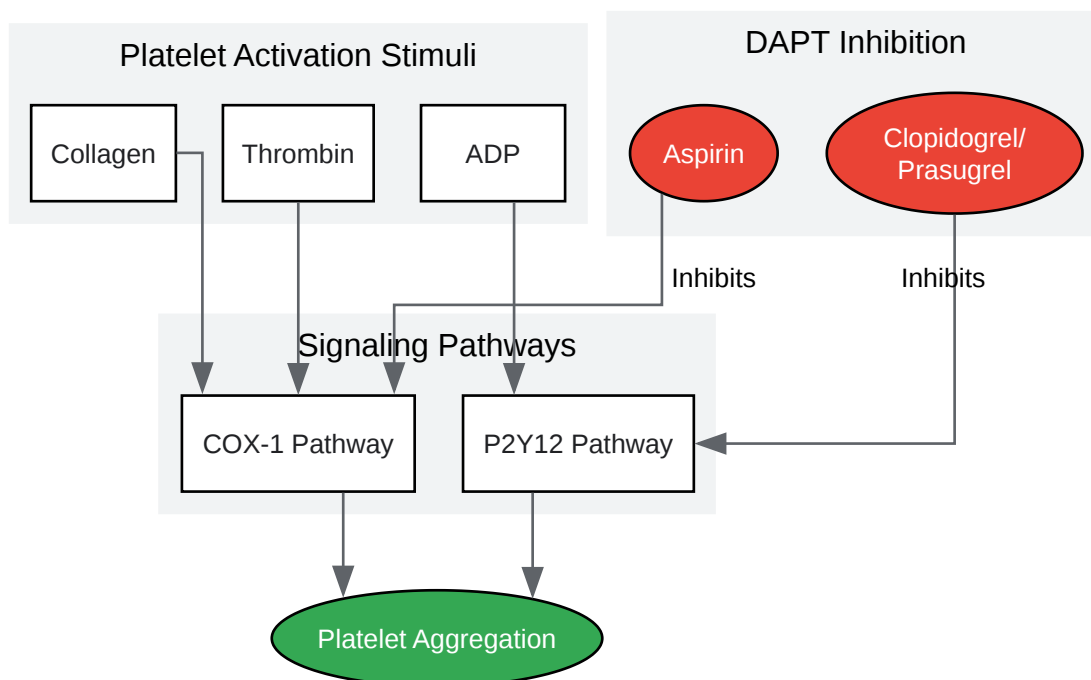 Platelet Activation Stimuli
DAPT Inhibition
Collagen
Thrombin
ADP
Aspirin
Clopidogrel/
Prasugrel
Inhibits
Inhibits
Signaling Pathways
COX-1 Pathway
P2Y12 Pathway
Platelet Aggregation